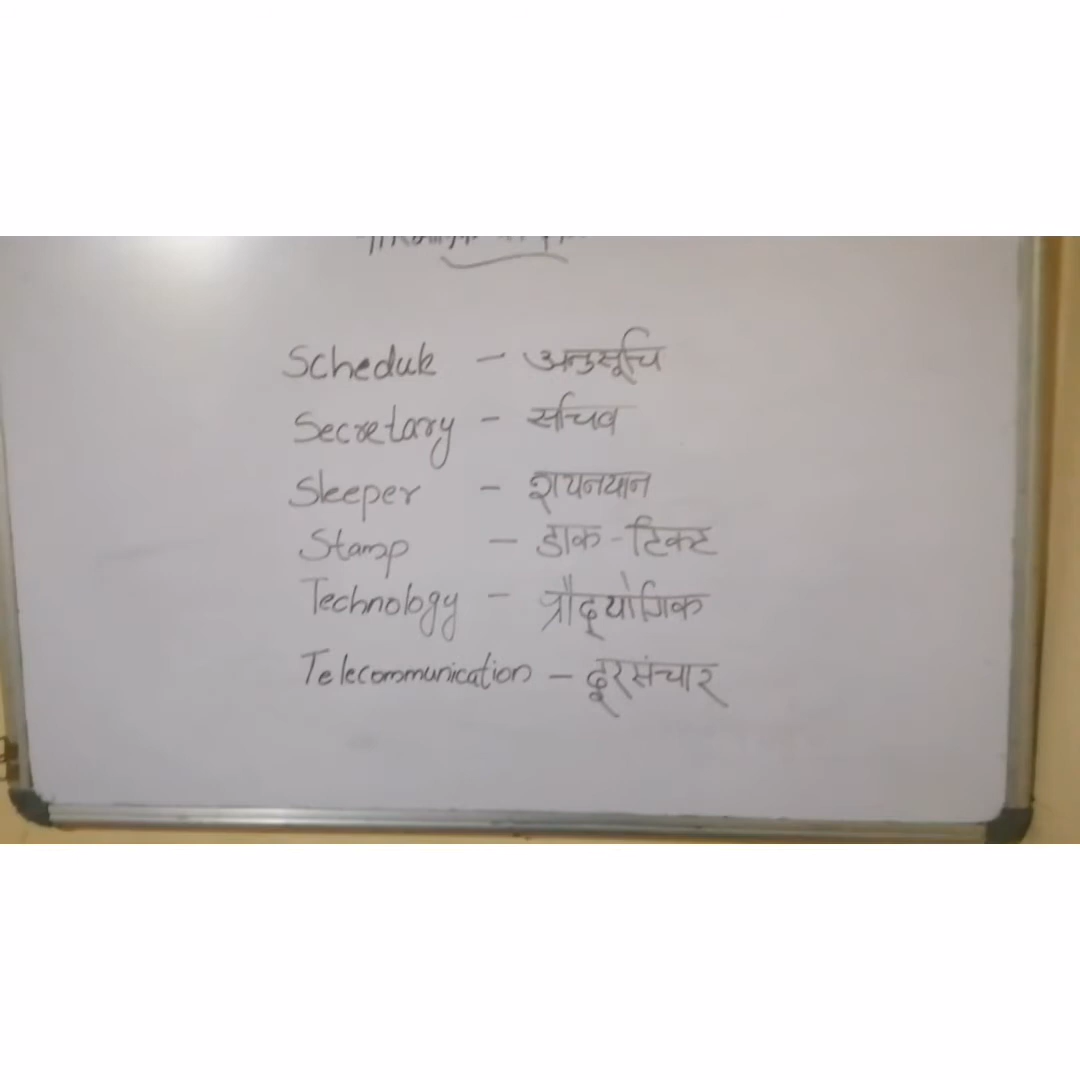 Schedule - अनुसूचि
Secretary - सचिव
Sleeper - शयनयान
Stamp - डाक-टिकट
Technology - प्रौद्योगिक
Telecommunication - दूरसंचार